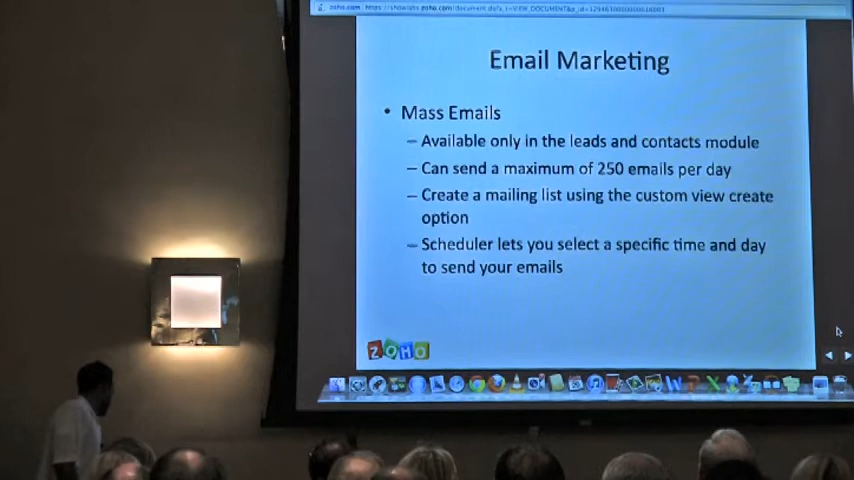 Email Marketing
• Mass Emails
– Available only in the leads and contacts module
– Can send a maximum of 250 emails per day
– Create a mailing list using the custom view create
option
– Scheduler lets you select a specific time and day
to send your emails
ZOHO